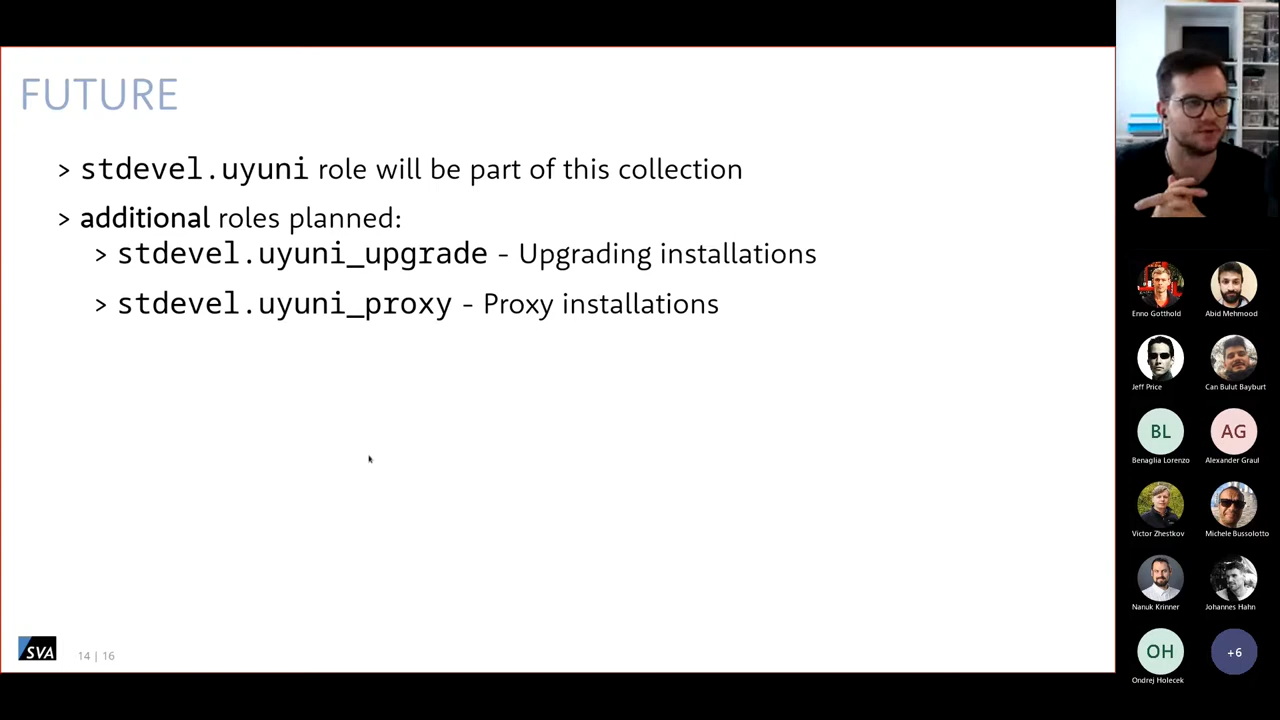 FUTURE
> stdevel.uyuni role will be part of this collection
> additional roles planned:
> stdevel.uyuni_upgrade - Upgrading installations
> stdevel.uyuni_proxy - Proxy installations
SVA
14 | 16
Enno Gotthold
Abid Mehmood
Jeff Price
Can Bulut Bayburt
BL
AG
Benaglia Lorenzo
Alexander Graul
Victor Zhestkov
Michele Bussolotto
Nanuk Krinner
Johannes Hahn
OH
+6
Ondrej Holecek